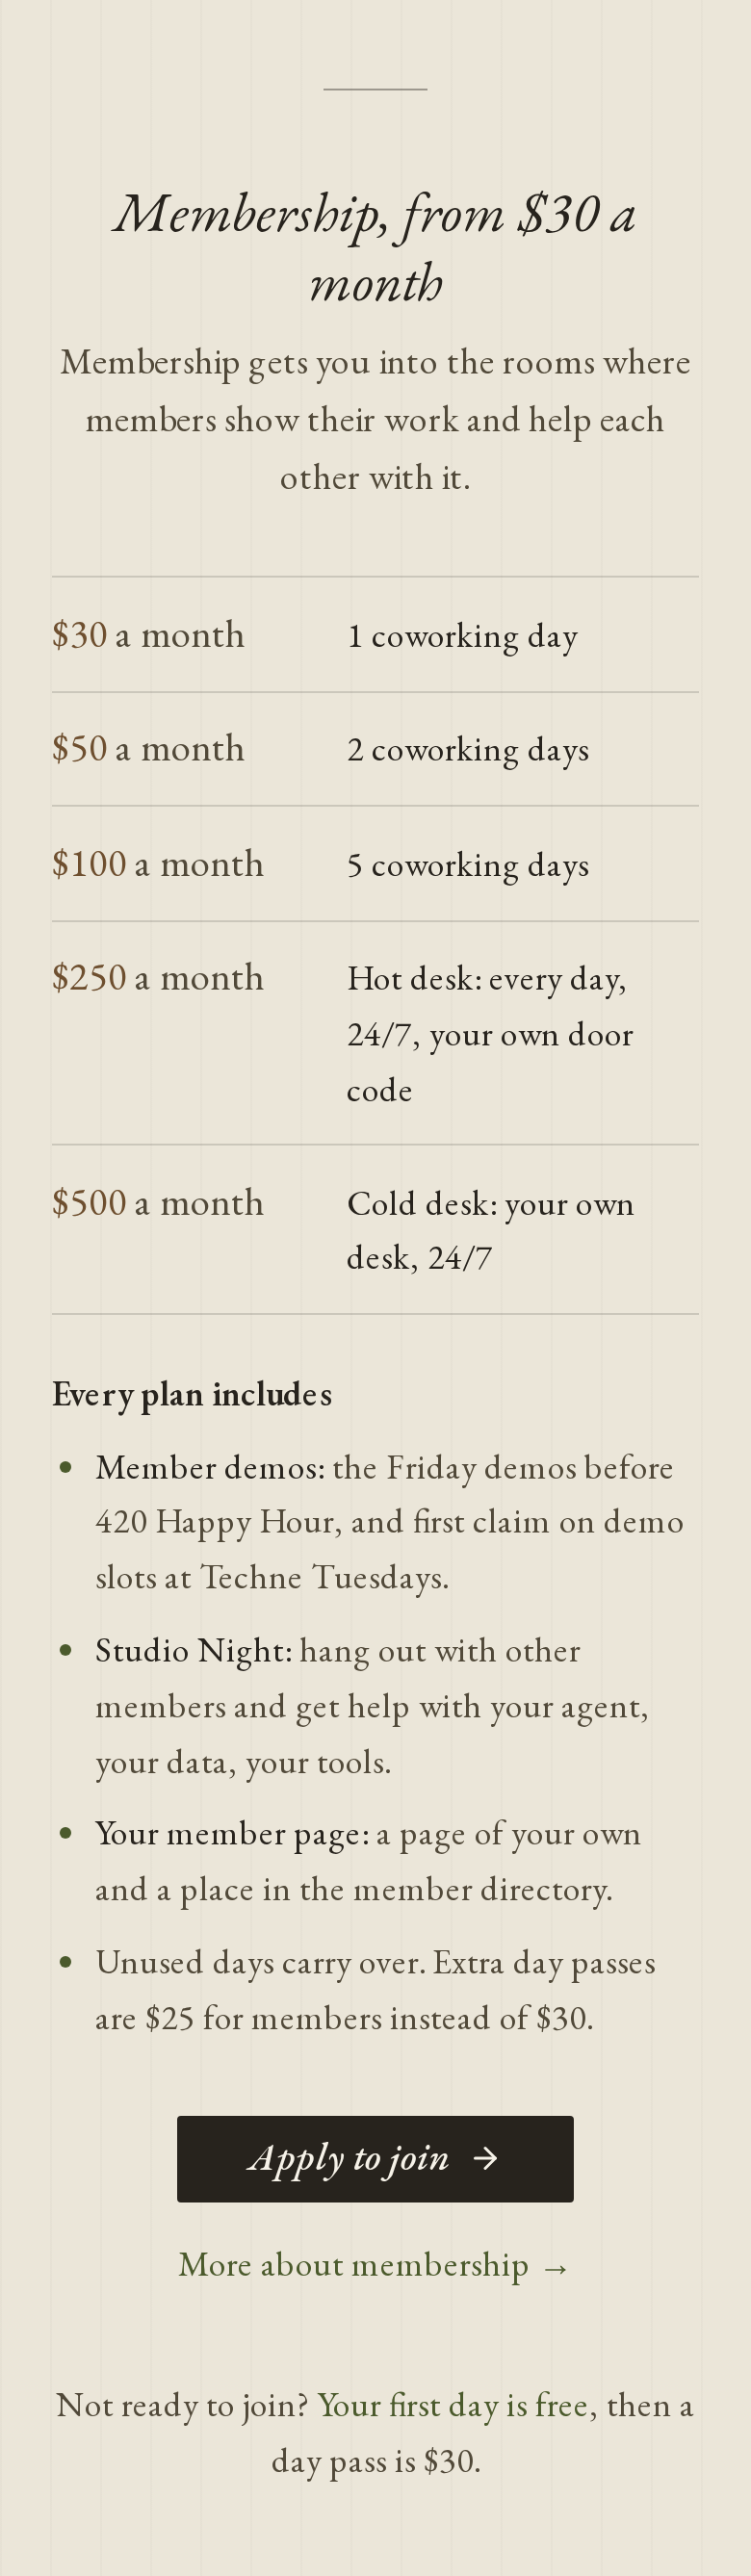 Membership, from $30 a
month
Membership gets you into the rooms where
members show their work and help each
other with it.
$30 a month 1 coworking day
$50 a month 2 coworking days
$100 a month 5 coworking days
$250 a month Hot desk: every day,
24/7, your own door
code
$500 a month Cold desk: your own
desk, 24/7
Every plan includes
• Member demos: the Friday demos before
420 Happy Hour, and first claim on demo
slots at Techne Tuesdays.
• Studio Night: hang out with other
members and get help with your agent,
your data, your tools.
• Your member page: a page of your own
and a place in the member directory.
• Unused days carry over. Extra day passes
are $25 for members instead of $30.
Apply to join →
More about membership →
Not ready to join? Your first day is free, then a
day pass is $30.